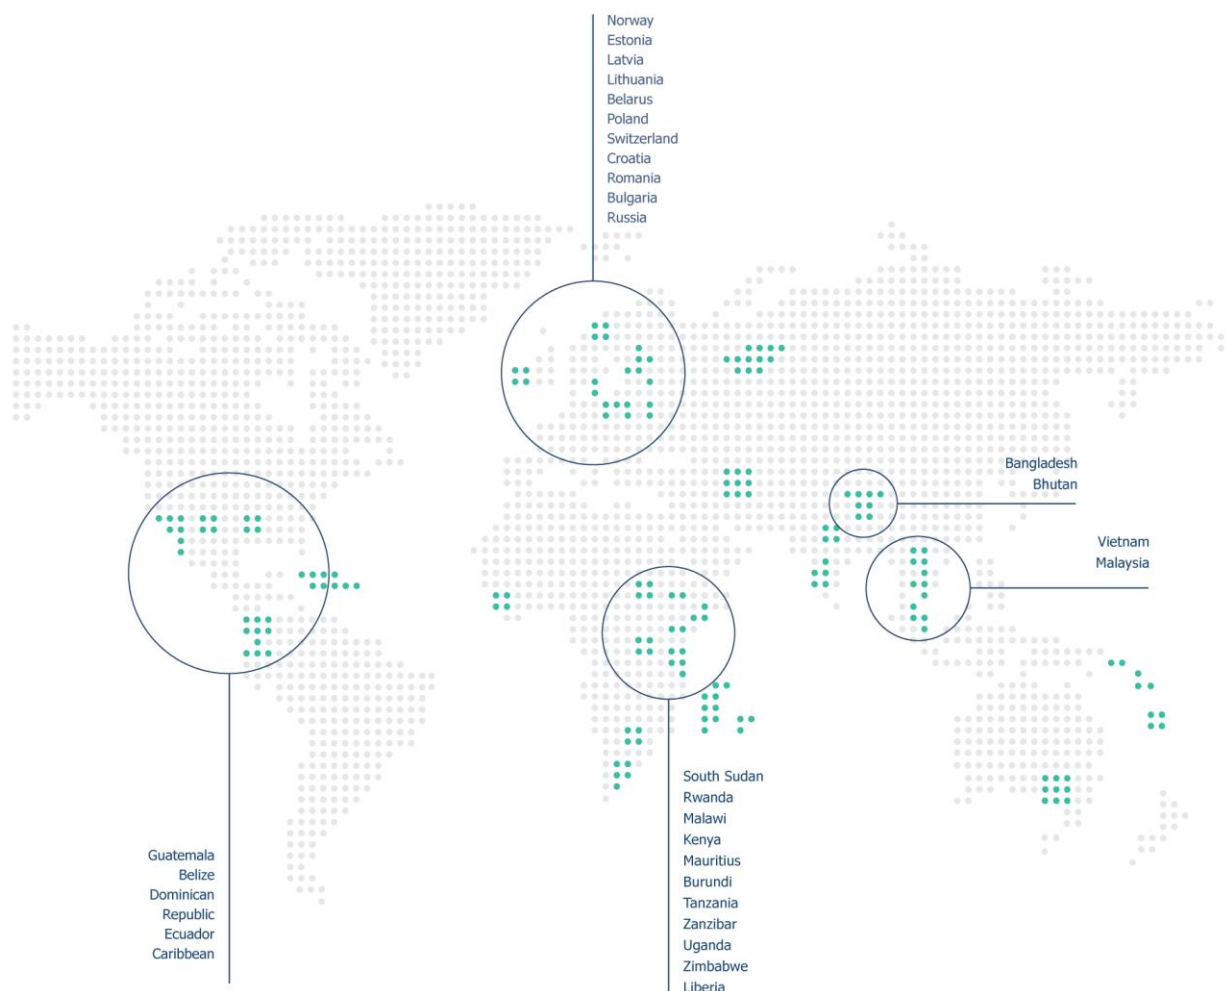 Norway
Estonia
Latvia
Lithuania
Belarus
Poland
Switzerland
Croatia
Romania
Bulgaria
Russia
Bangladesh
Bhutan
Vietnam
Malaysia
Guatemala
Belize
Dominican
Republic
Ecuador
Caribbean
South Sudan
Rwanda
Malawi
Kenya
Mauritius
Burundi
Tanzania
Zanzibar
Uganda
Zimbabwe
Liberia